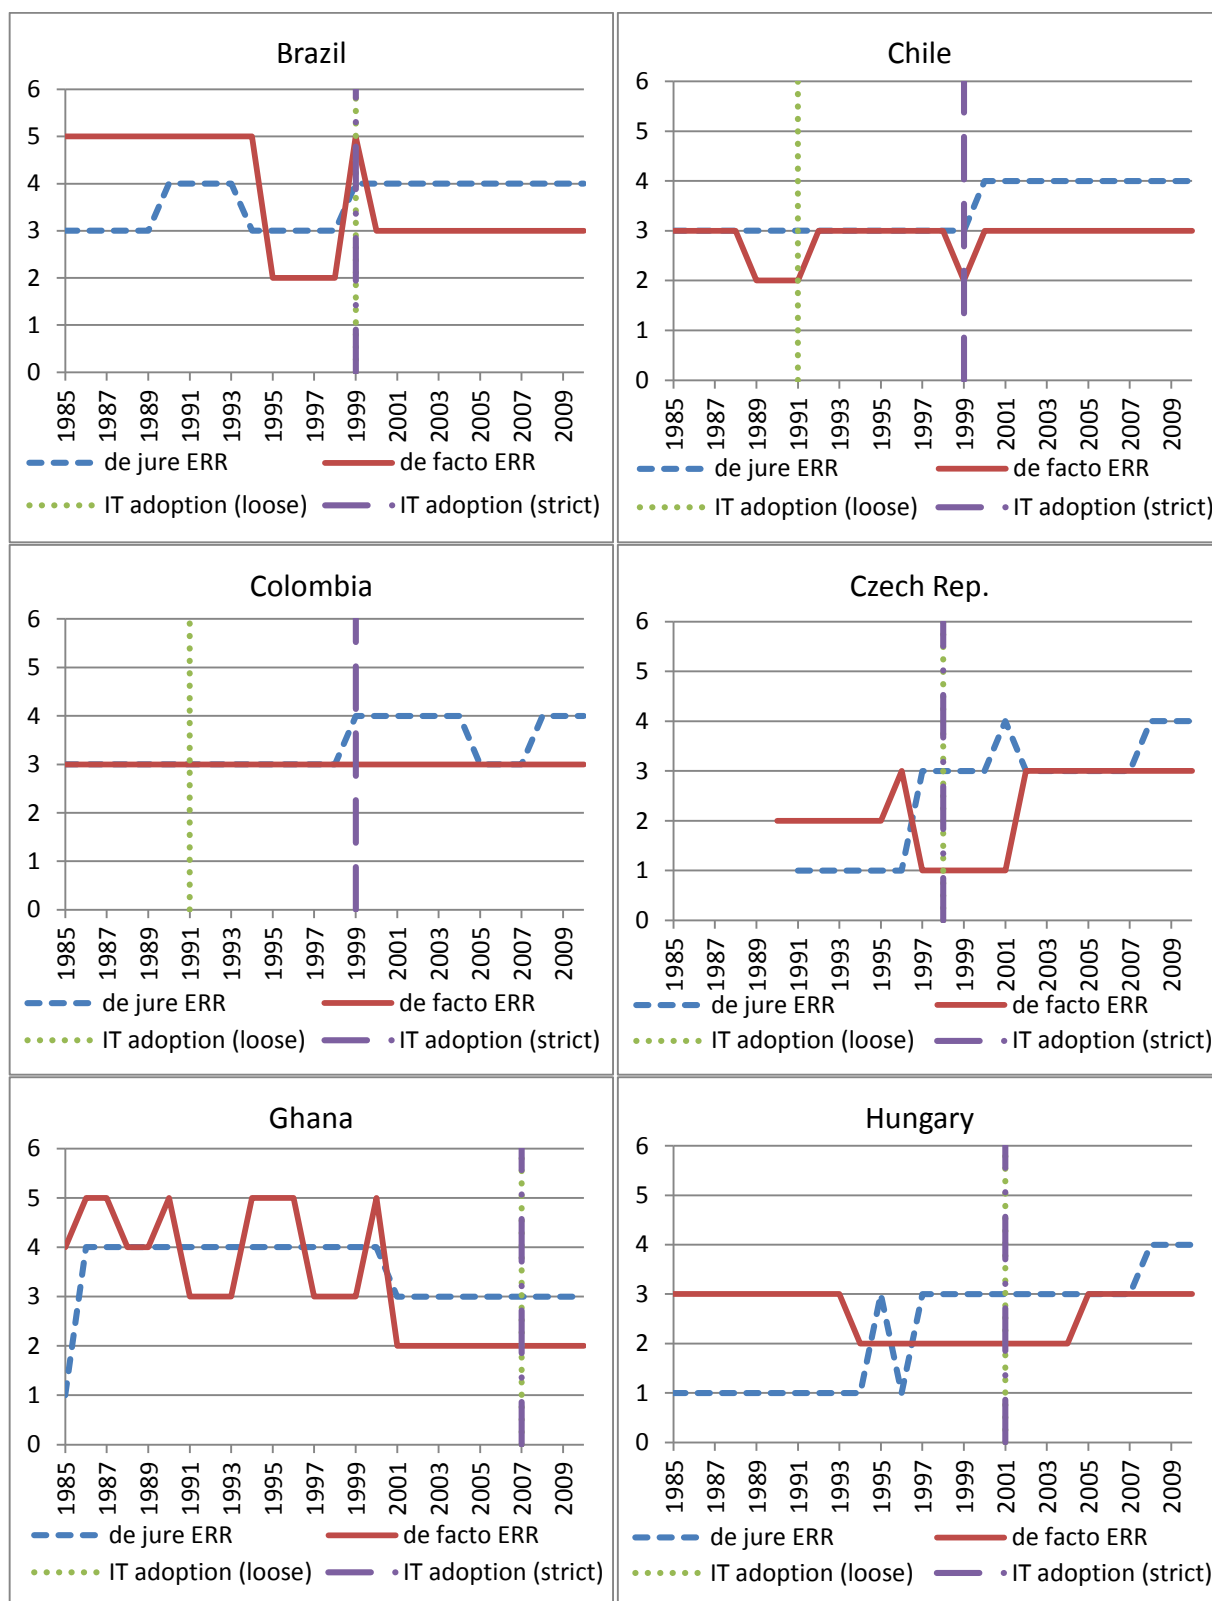 Brazil
6
5
4
3
2
1
0
1985 1987 1989 1991 1993 1995 1997 1999 2001 2003 2005 2007 2009
de jure ERR de facto ERR
IT adoption (loose) IT adoption (strict)
Chile
6
5
4
3
2
1
0
1985 1987 1989 1991 1993 1995 1997 1999 2001 2003 2005 2007 2009
de jure ERR de facto ERR
IT adoption (loose) IT adoption (strict)
Colombia
6
5
4
3
2
1
0
1985 1987 1989 1991 1993 1995 1997 1999 2001 2003 2005 2007 2009
de jure ERR de facto ERR
IT adoption (loose) IT adoption (strict)
Czech Rep.
6
5
4
3
2
1
0
1985 1987 1989 1991 1993 1995 1997 1999 2001 2003 2005 2007 2009
de jure ERR de facto ERR
IT adoption (loose) IT adoption (strict)
Ghana
6
5
4
3
2
1
0
1985 1987 1989 1991 1993 1995 1997 1999 2001 2003 2005 2007 2009
de jure ERR de facto ERR
IT adoption (loose) IT adoption (strict)
Hungary
6
5
4
3
2
1
0
1985 1987 1989 1991 1993 1995 1997 1999 2001 2003 2005 2007 2009
de jure ERR de facto ERR
IT adoption (loose) IT adoption (strict)